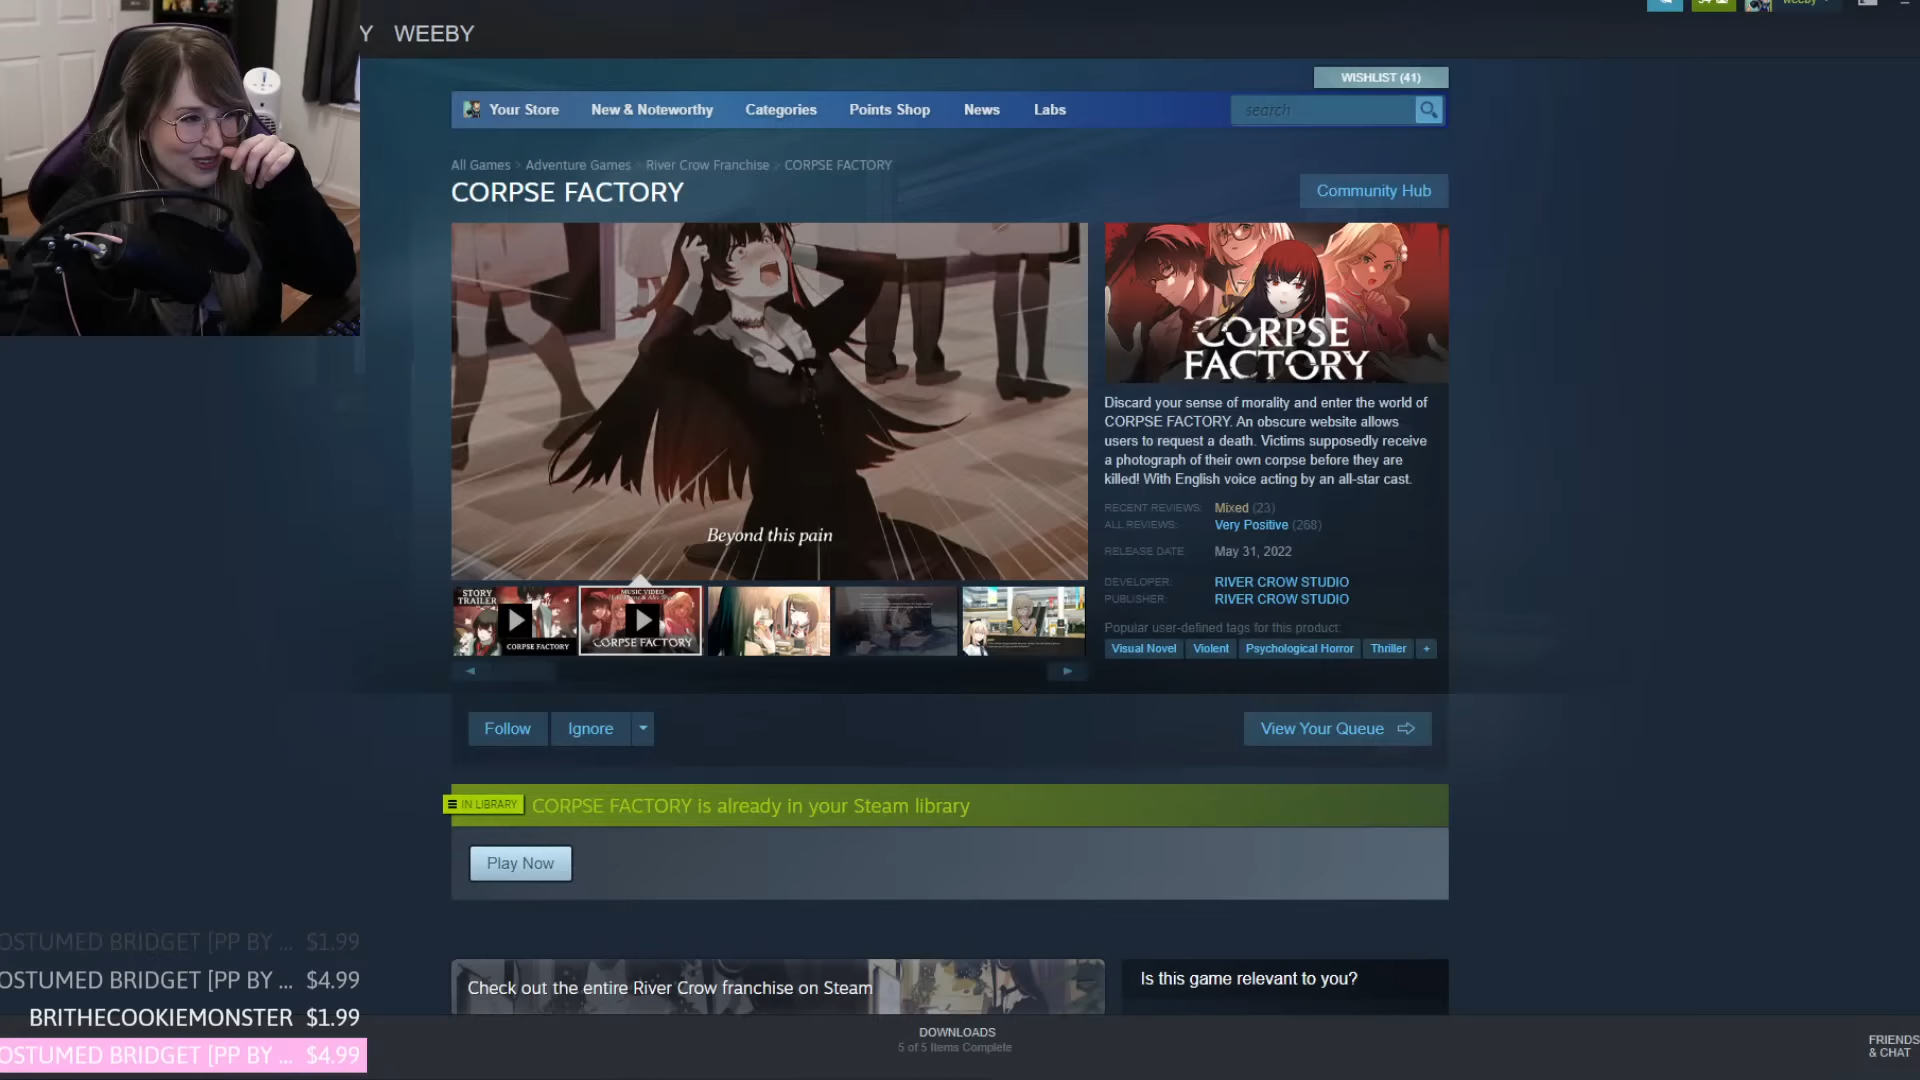 Y WEEBY
weeby
WISHLIST (41)
Your Store
New & Noteworthy
Categories
Points Shop
News
Labs
search
All Games > Adventure Games > River Crow Franchise > CORPSE FACTORY
CORPSE FACTORY
Community Hub
Beyond this pain
CORPSE
FACTORY
Discard your sense of morality and enter the world of
CORPSE FACTORY. An obscure website allows
users to request a death. Victims supposedly receive
a photograph of their own corpse before they are
killed! With English voice acting by an all-star cast.
RECENT REVIEWS: Mixed (23)
ALL REVIEWS: Very Positive (268)
RELEASE DATE: May 31, 2022
DEVELOPER: RIVER CROW STUDIO
PUBLISHER: RIVER CROW STUDIO
Popular user-defined tags for this product:
Visual Novel
Violent
Psychological Horror
Thriller
+
STORY
TRAILER
CORPSE FACTORY
MUSIC VIDEO
CORPSE FACTORY
Follow
Ignore
View Your Queue
IN LIBRARY
CORPSE FACTORY is already in your Steam library
Play Now
OSTUMED BRIDGET [PP BY ... $1.99
OSTUMED BRIDGET [PP BY ... $4.99
BRITHECOOKIEMONSTER $1.99
OSTUMED BRIDGET [PP BY ... $4.99
Check out the entire River Crow franchise on Steam
Is this game relevant to you?
DOWNLOADS
5 of 5 Items Complete
FRIENDS
& CHAT